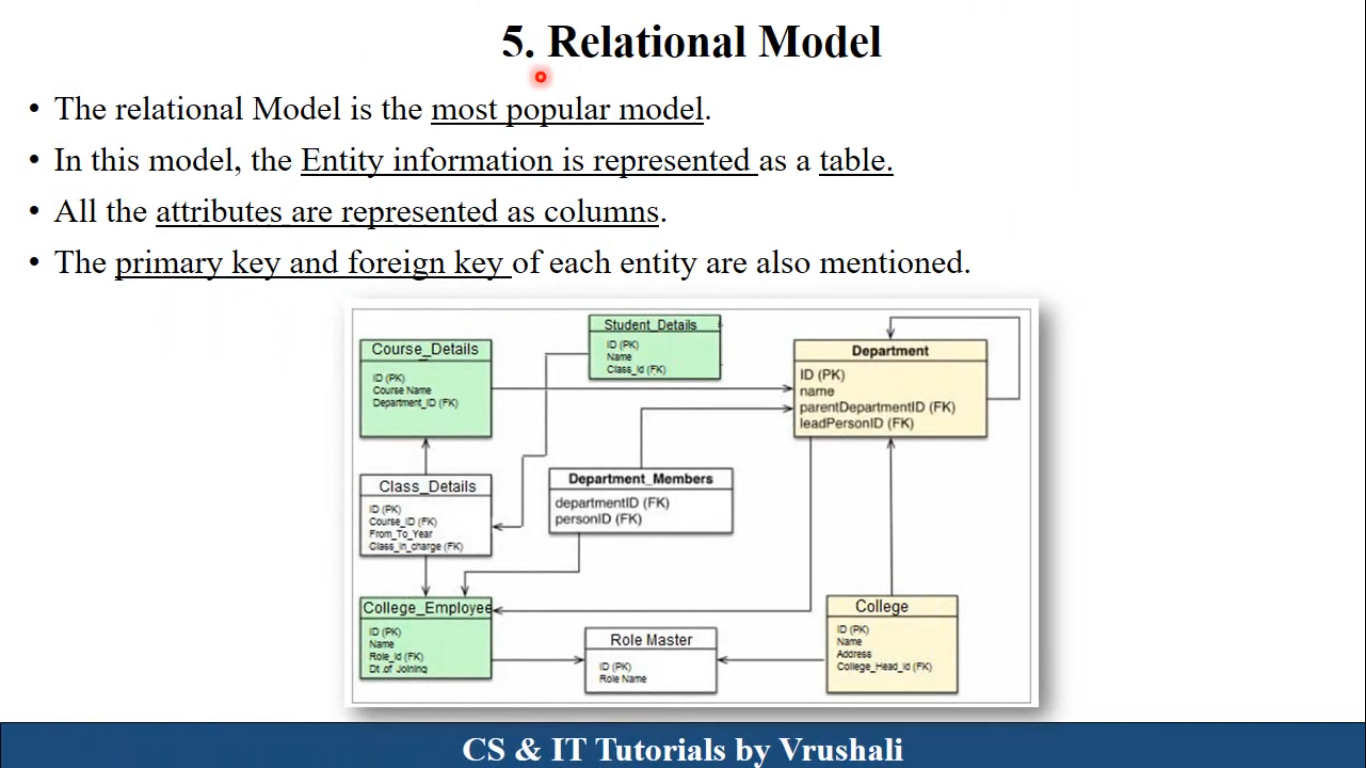 5. Relational Model
• The relational Model is the most popular model.
• In this model, the Entity information is represented as a table.
• All the attributes are represented as columns.
• The primary key and foreign key of each entity are also mentioned.
Student_Details
ID (PK)
Name
Class_Id (FK)
Course_Details
ID (PK)
Course Name
Department_ID (FK)
Department
ID (PK)
name
parentDepartmentID (FK)
leadPersonID (FK)
Class_Details
ID (PK)
Course_ID (FK)
From_To_Year
Class_In_charge (FK)
Department_Members
departmentID (FK)
personID (FK)
College_Employee
ID (PK)
Name
Role_Id (FK)
Dt_of_Joining
Role Master
ID (PK)
Role Name
College
ID (PK)
Name
Address
College_Head_Id (FK)
CS & IT Tutorials by Vrushali